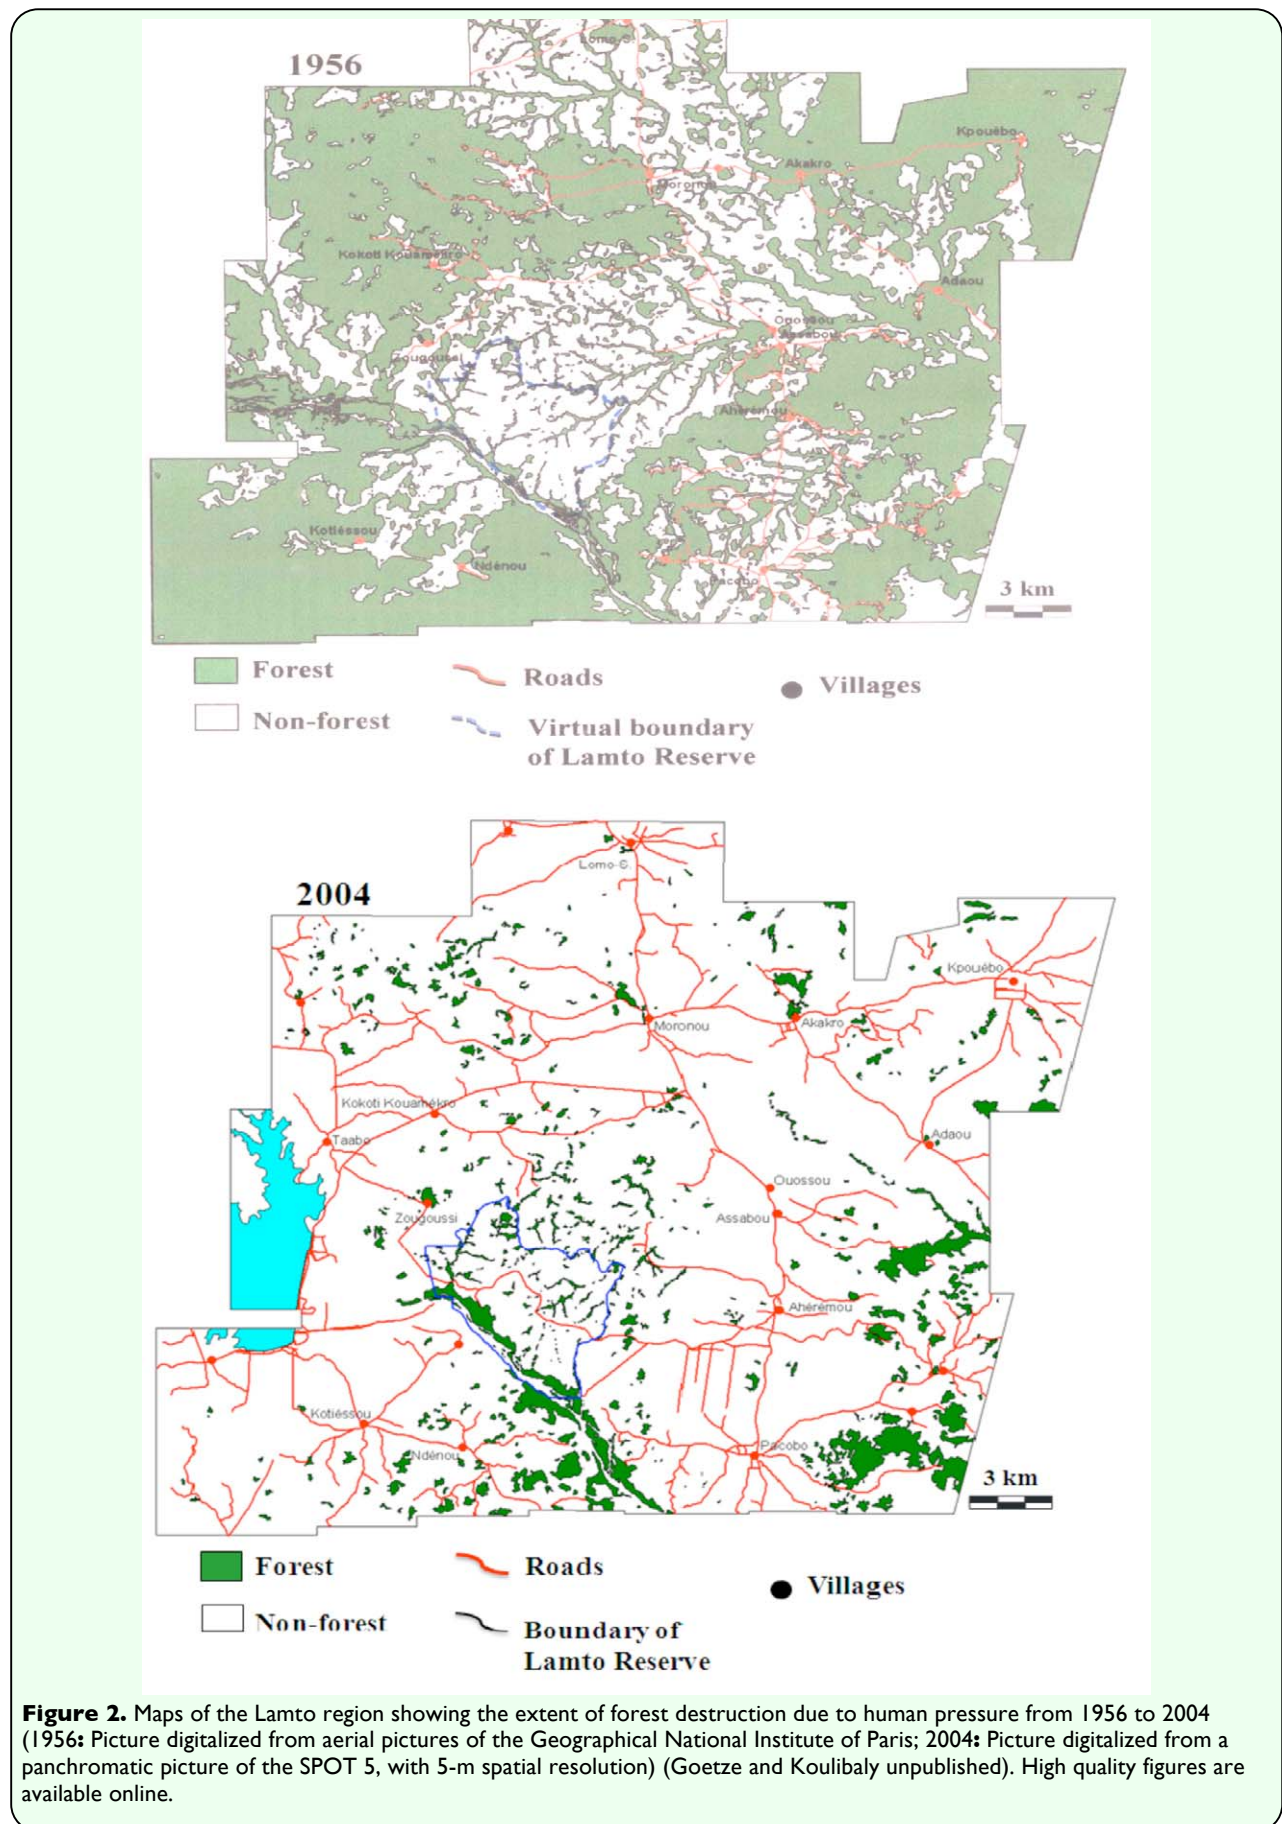 1956
Lomo-S.
Kpouébo
Akakro
Moronou
Kokoti Kouamékro
Adaou
Ouossou
Assabou
Zougoussi
Ahérémou
Kotiéssou
Ndénou
Pacobo
3 km
Forest
Roads
Villages
Non-forest
Virtual boundary
of Lamto Reserve
2004
Lomo-S.
Kpouébo
Moronou
Akakro
Kokoti Kouamékro
Taabo
Adaou
Ouossou
Zougoussi
Assabou
Ahérémou
Kotiéssou
Ndénou
Pacobo
3 km
Forest
Roads
Villages
Non-forest
Boundary of
Lamto Reserve
Figure 2. Maps of the Lamto region showing the extent of forest destruction due to human pressure from 1956 to 2004
(1956: Picture digitalized from aerial pictures of the Geographical National Institute of Paris; 2004: Picture digitalized from a
panchromatic picture of the SPOT 5, with 5-m spatial resolution) (Goetze and Koulibaly unpublished). High quality figures are
available online.